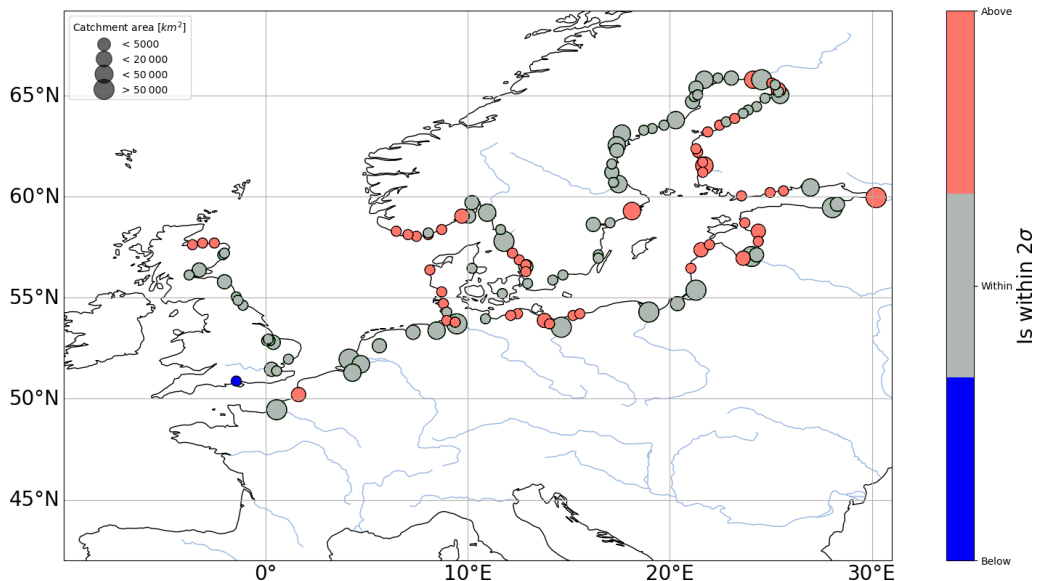 Catchment area [km²]
< 5000
< 20 000
< 50 000
> 50 000
65°N
60°N
55°N
50°N
45°N
0°
10°E
20°E
30°E
Above
Within
Below
Is within 2σ